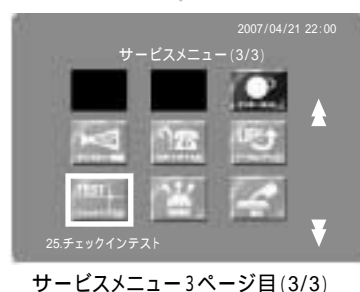 2007/04/21 22:00
サービスメニュー(3/3)
TEST
25.チェックインテスト
サービスメニュー3ページ目(3/3)